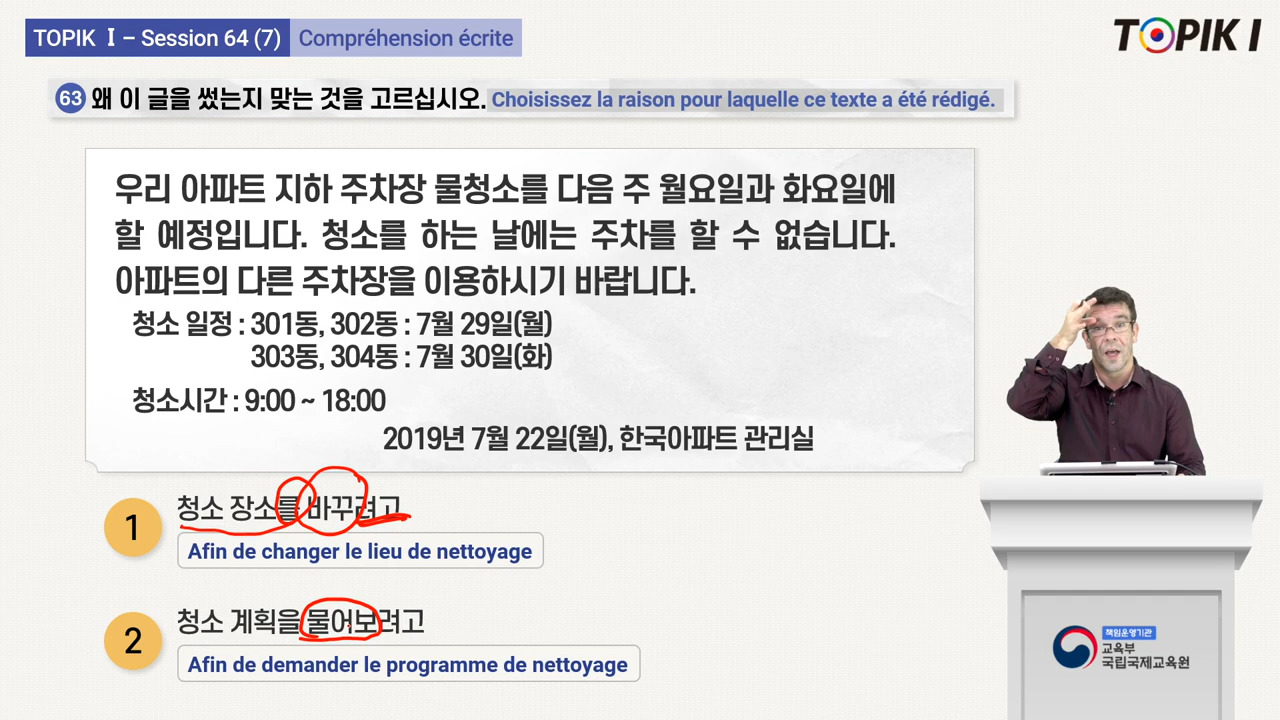 TOPIK Ⅰ – Session 64 (7) Compréhension écrite
TOPIK I
63 왜 이 글을 썼는지 맞는 것을 고르십시오. Choisissez la raison pour laquelle ce texte a été rédigé.
우리 아파트 지하 주차장 물청소를 다음 주 월요일과 화요일에
할 예정입니다. 청소를 하는 날에는 주차를 할 수 없습니다.
아파트의 다른 주차장을 이용하시기 바랍니다.
청소 일정 : 301동, 302동 : 7월 29일(월)
303동, 304동 : 7월 30일(화)
청소시간 : 9:00 ~ 18:00
2019년 7월 22일(월), 한국아파트 관리실
1 청소 장소를 바꾸려고
Afin de changer le lieu de nettoyage
2 청소 계획을 물어보려고
Afin de demander le programme de nettoyage
책임운영기관
교육부
국립국제교육원